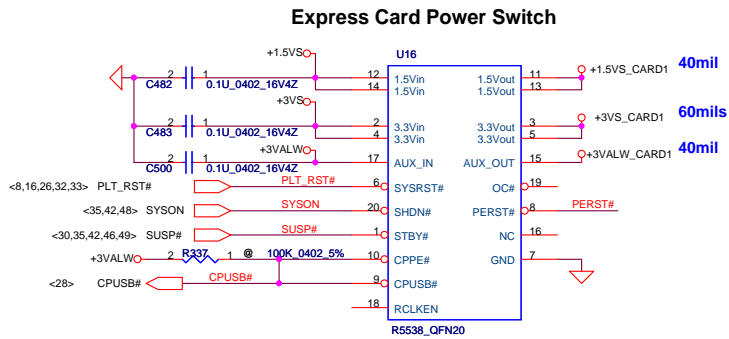 Express Card Power Switch
+1.5VS
U16
+1.5VS_CARD1
40mil
2 1 12 1.5Vin 1.5Vout 11
C482 0.1U_0402_16V4Z 14 1.5Vin 1.5Vout 13
+3VS
60mils
2 1 2 3.3Vin 3.3Vout 3 +3VS_CARD1
C483 0.1U_0402_16V4Z 4 3.3Vin 3.3Vout 5
+3VALW
40mil
2 1 17 AUX_IN AUX_OUT 15 +3VALW_CARD1
C500 0.1U_0402_16V4Z
<8,16,26,32,33> PLT_RST# PLT_RST# 6 SYSRST# OC# 19
<35,42,48> SYSON SYSON 20 SHDN# PERST# 8 PERST#
<30,35,42,46,49> SUSP# SUSP# 1 STBY# NC 16
+3VALW 2 R337 1 @ 100K_0402_5% 10 CPPE# GND 7
<28> CPUSB# CPUSB# 9 CPUSB#
18 RCLKEN
R5538_QFN20